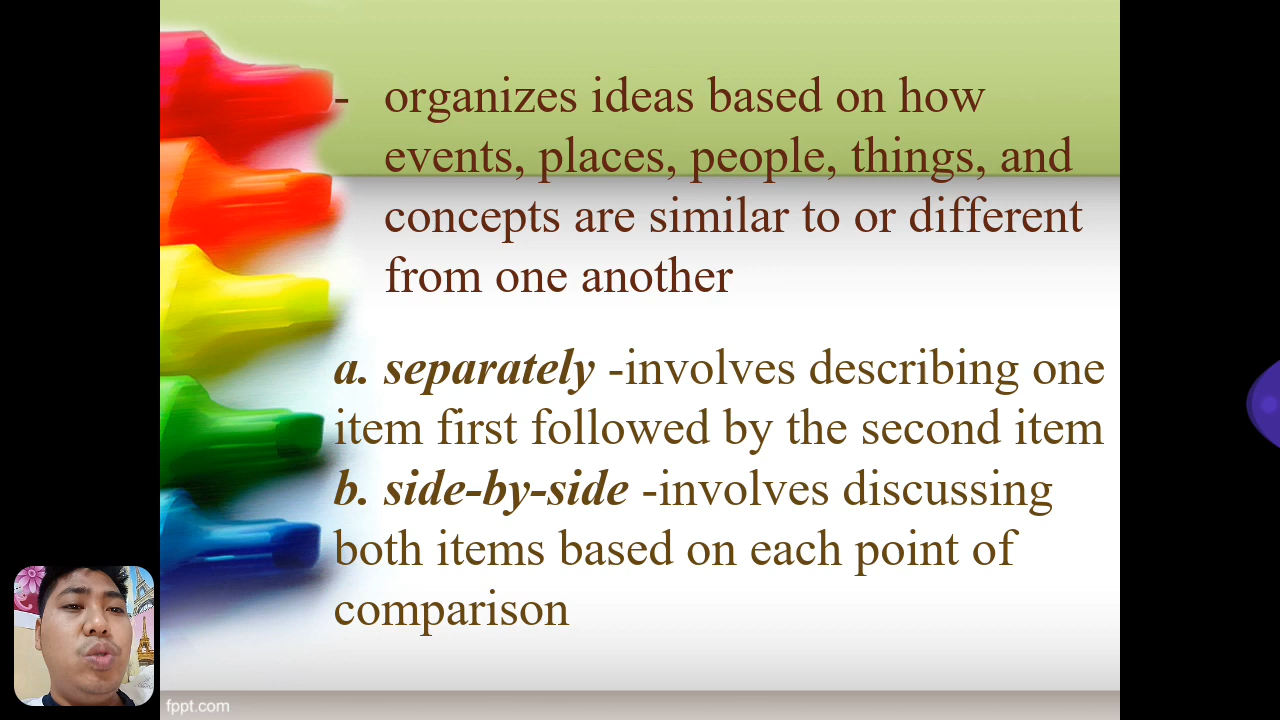 - organizes ideas based on how
events, places, people, things, and
concepts are similar to or different
from one another
a. separately -involves describing one
item first followed by the second item
b. side-by-side -involves discussing
both items based on each point of
comparison
fppt.com